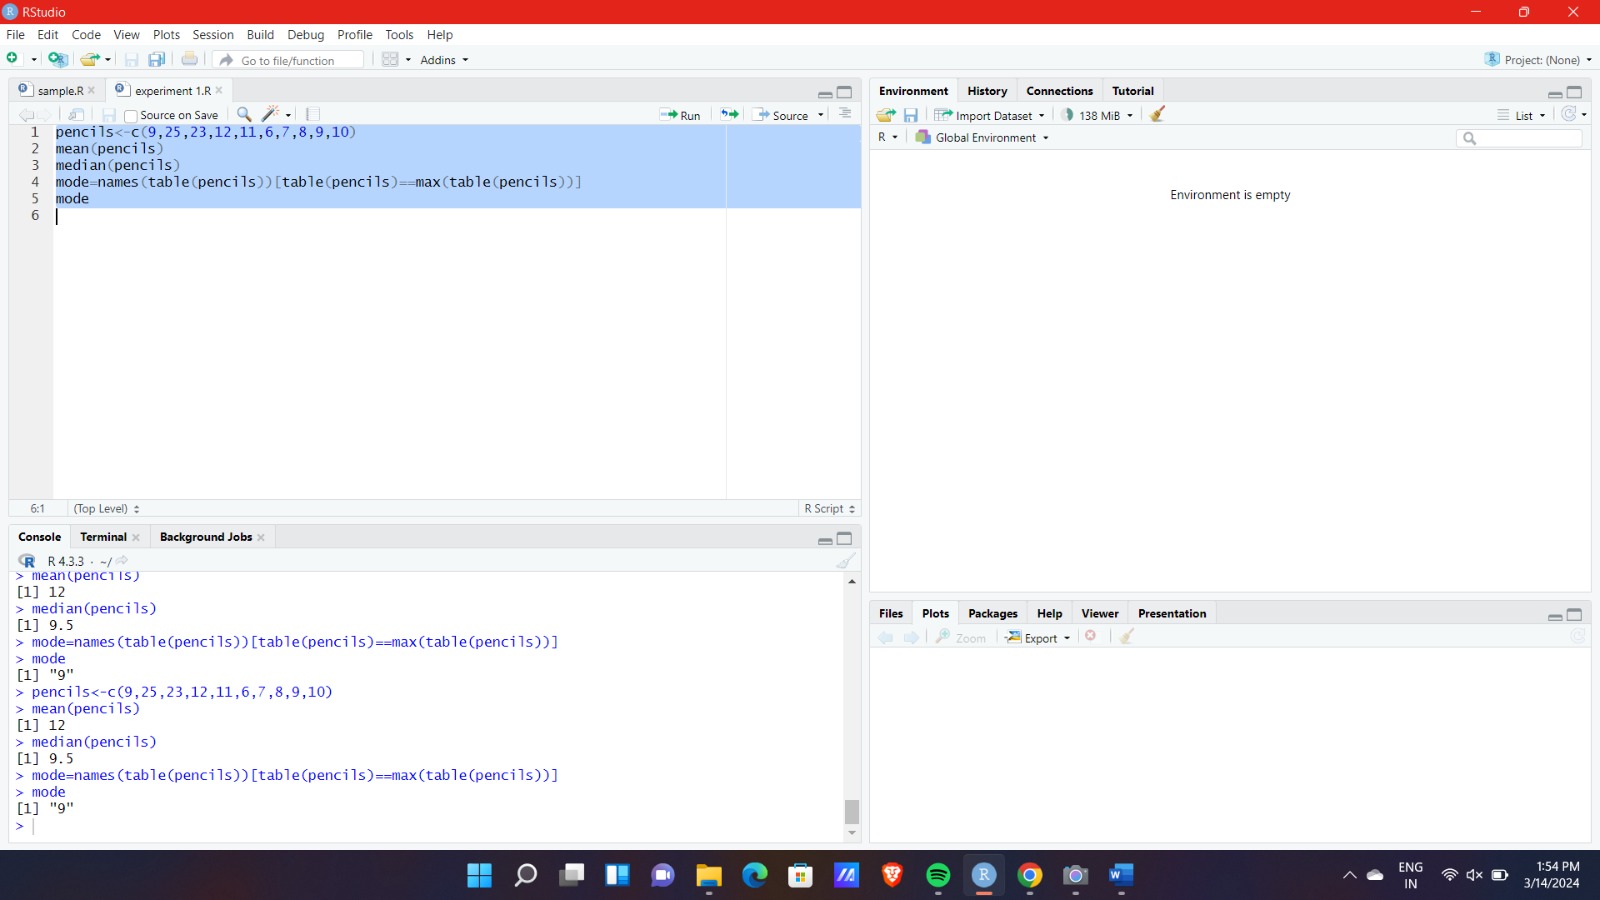 RStudio
File Edit Code View Plots Session Build Debug Profile Tools Help
Go to file/function Addins Project: (None)
sample.R experiment 1.R
Source on Save Run Source
1 pencils<-c(9,25,23,12,11,6,7,8,9,10)
2 mean(pencils)
3 median(pencils)
4 mode=names(table(pencils))[table(pencils)==max(table(pencils))]
5 mode
6
6:1 (Top Level) R Script
Console Terminal Background Jobs
R 4.3.3 · ~/
> mean(pencils)
[1] 12
> median(pencils)
[1] 9.5
> mode=names(table(pencils))[table(pencils)==max(table(pencils))]
> mode
[1] "9"
> pencils<-c(9,25,23,12,11,6,7,8,9,10)
> mean(pencils)
[1] 12
> median(pencils)
[1] 9.5
> mode=names(table(pencils))[table(pencils)==max(table(pencils))]
> mode
[1] "9"
>
Environment History Connections Tutorial
Import Dataset 138 MiB List
R Global Environment
Environment is empty
Files Plots Packages Help Viewer Presentation
Zoom Export
ENG
IN
1:54 PM
3/14/2024